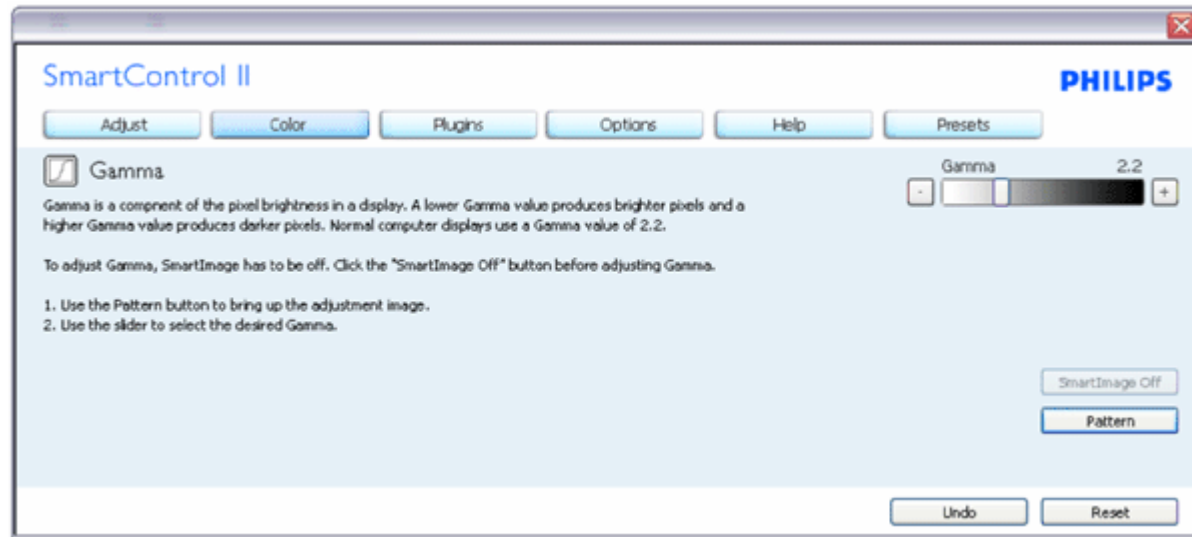 SmartControl II
PHILIPS
Adjust
Color
Plugins
Options
Help
Presets
Gamma
Gamma 2.2
- +
Gamma is a compnent of the pixel brightness in a display. A lower Gamma value produces brighter pixels and a
higher Gamma value produces darker pixels. Normal computer displays use a Gamma value of 2.2.
To adjust Gamma, SmartImage has to be off. Click the "SmartImage Off" button before adjusting Gamma.
1. Use the Pattern button to bring up the adjustment image.
2. Use the slider to select the desired Gamma.
SmartImage Off
Pattern
Undo
Reset